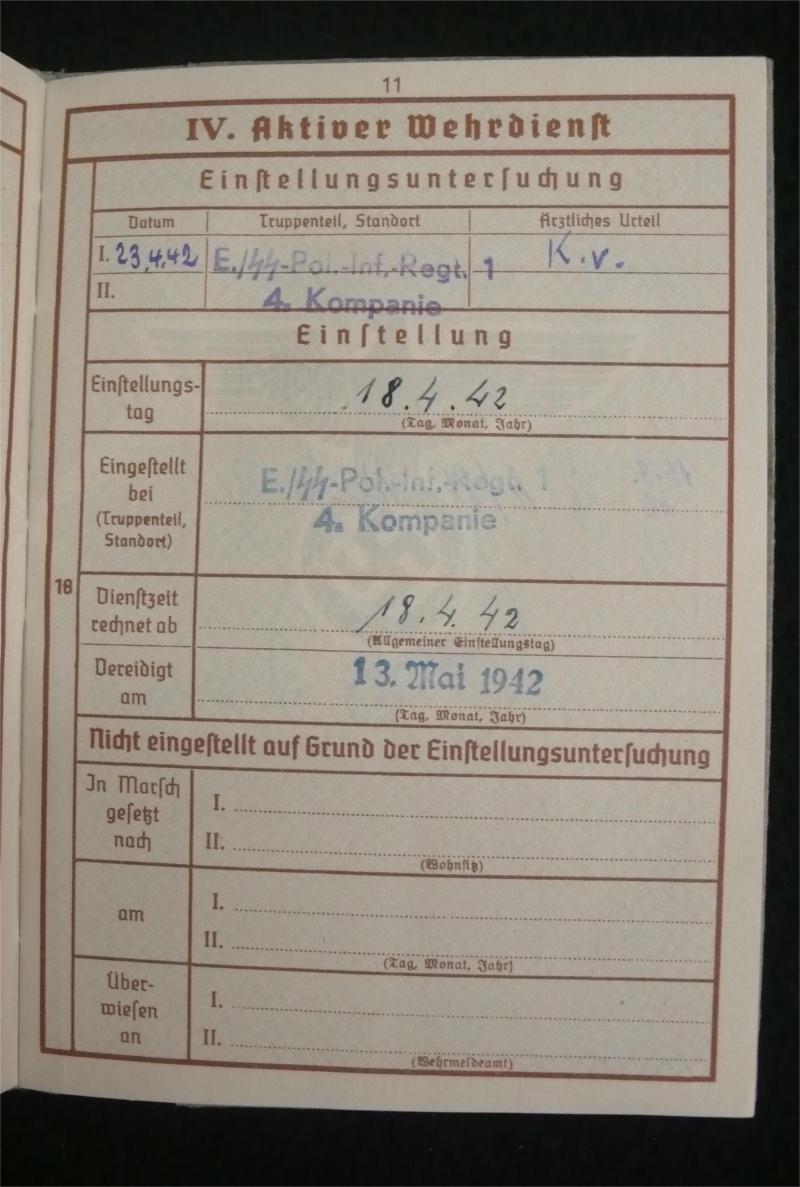 11
IV. Aktiver Wehrdienst
Einstellungsuntersuchung
Datum Truppenteil, Standort Ärztliches Urteil
I. 23.4.42 E./SS-Pol.-Inf.-Regt. 1 K.v.
II. 4. Kompanie
Einstellung
Einstellungs-
tag
18.4.42
(Tag, Monat, Jahr)
Eingestellt
bei
(Truppenteil,
Standort)
E./SS-Pol.-Inf.-Regt. 1
4. Kompanie
16
Dienstzeit
rechnet ab
18.4.42
(Allgemeiner Einstellungstag)
Vereidigt
am
13. Mai 1942
(Tag, Monat, Jahr)
Nicht eingestellt auf Grund der Einstellungsuntersuchung
In Marsch
gesetzt
nach
I.
II.
(Wohnsitz)
am
I.
II.
(Tag, Monat, Jahr)
Über-
wiesen
an
I.
II.
(Wehrmeldeamt)